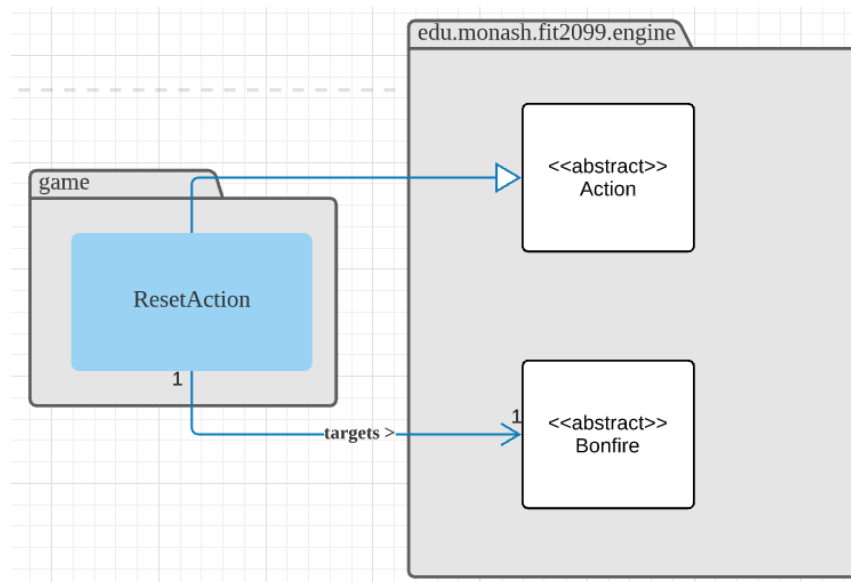 edu.monash.fit2099.engine
<<abstract>>
Action
game
ResetAction
1
targets >
1
<<abstract>>
Bonfire